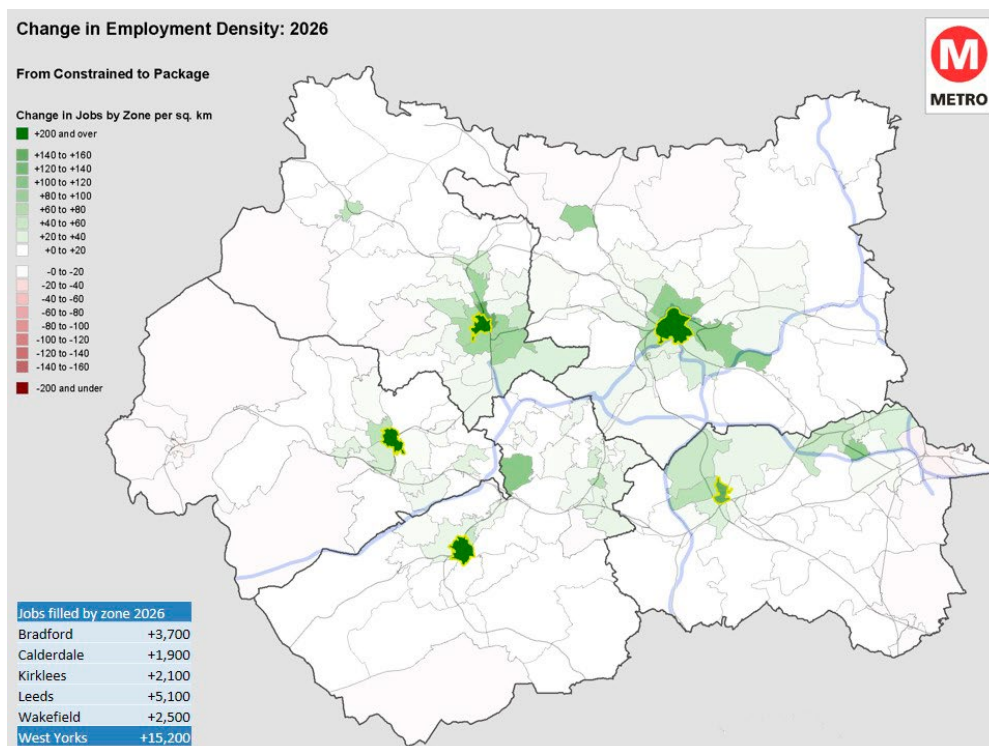 Change in Employment Density: 2026
From Constrained to Package
Change in Jobs by Zone per sq. km
+200 and over
+140 to +160
+120 to +140
+100 to +120
+80 to +100
+60 to +80
+40 to +60
+20 to +40
+0 to +20
-0 to -20
-20 to -40
-40 to -60
-60 to -80
-80 to -100
-100 to -120
-120 to -140
-140 to -160
-200 and under
M
METRO
Jobs filled by zone 2026
Bradford +3,700
Calderdale +1,900
Kirklees +2,100
Leeds +5,100
Wakefield +2,500
West Yorks +15,200